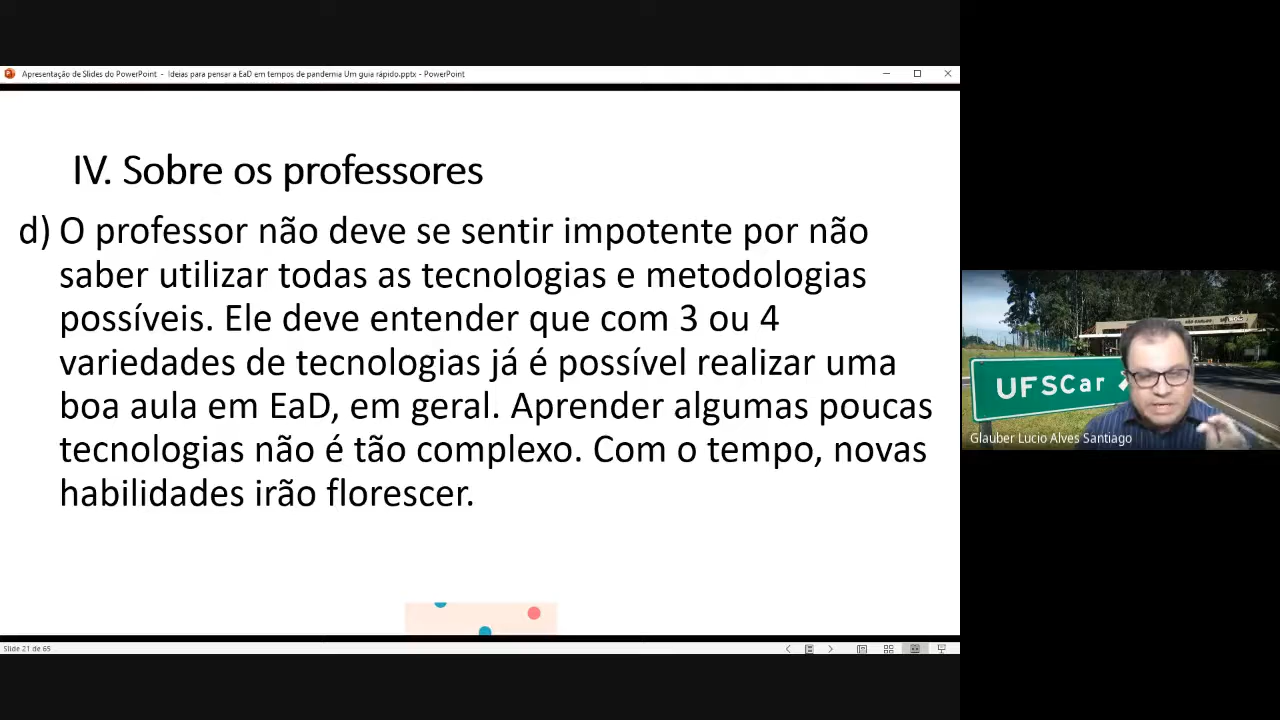 Apresentação de Slides do PowerPoint - Ideias para pensar a EaD em tempos de pandemia Um guia rápido.pptx - PowerPoint
IV. Sobre os professores
d) O professor não deve se sentir impotente por não
saber utilizar todas as tecnologias e metodologias
possíveis. Ele deve entender que com 3 ou 4
variedades de tecnologias já é possível realizar uma
boa aula em EaD, em geral. Aprender algumas poucas
tecnologias não é tão complexo. Com o tempo, novas
habilidades irão florescer.
UFSCar
Glauber Lucio Alves Santiago
Slide 21 de 65